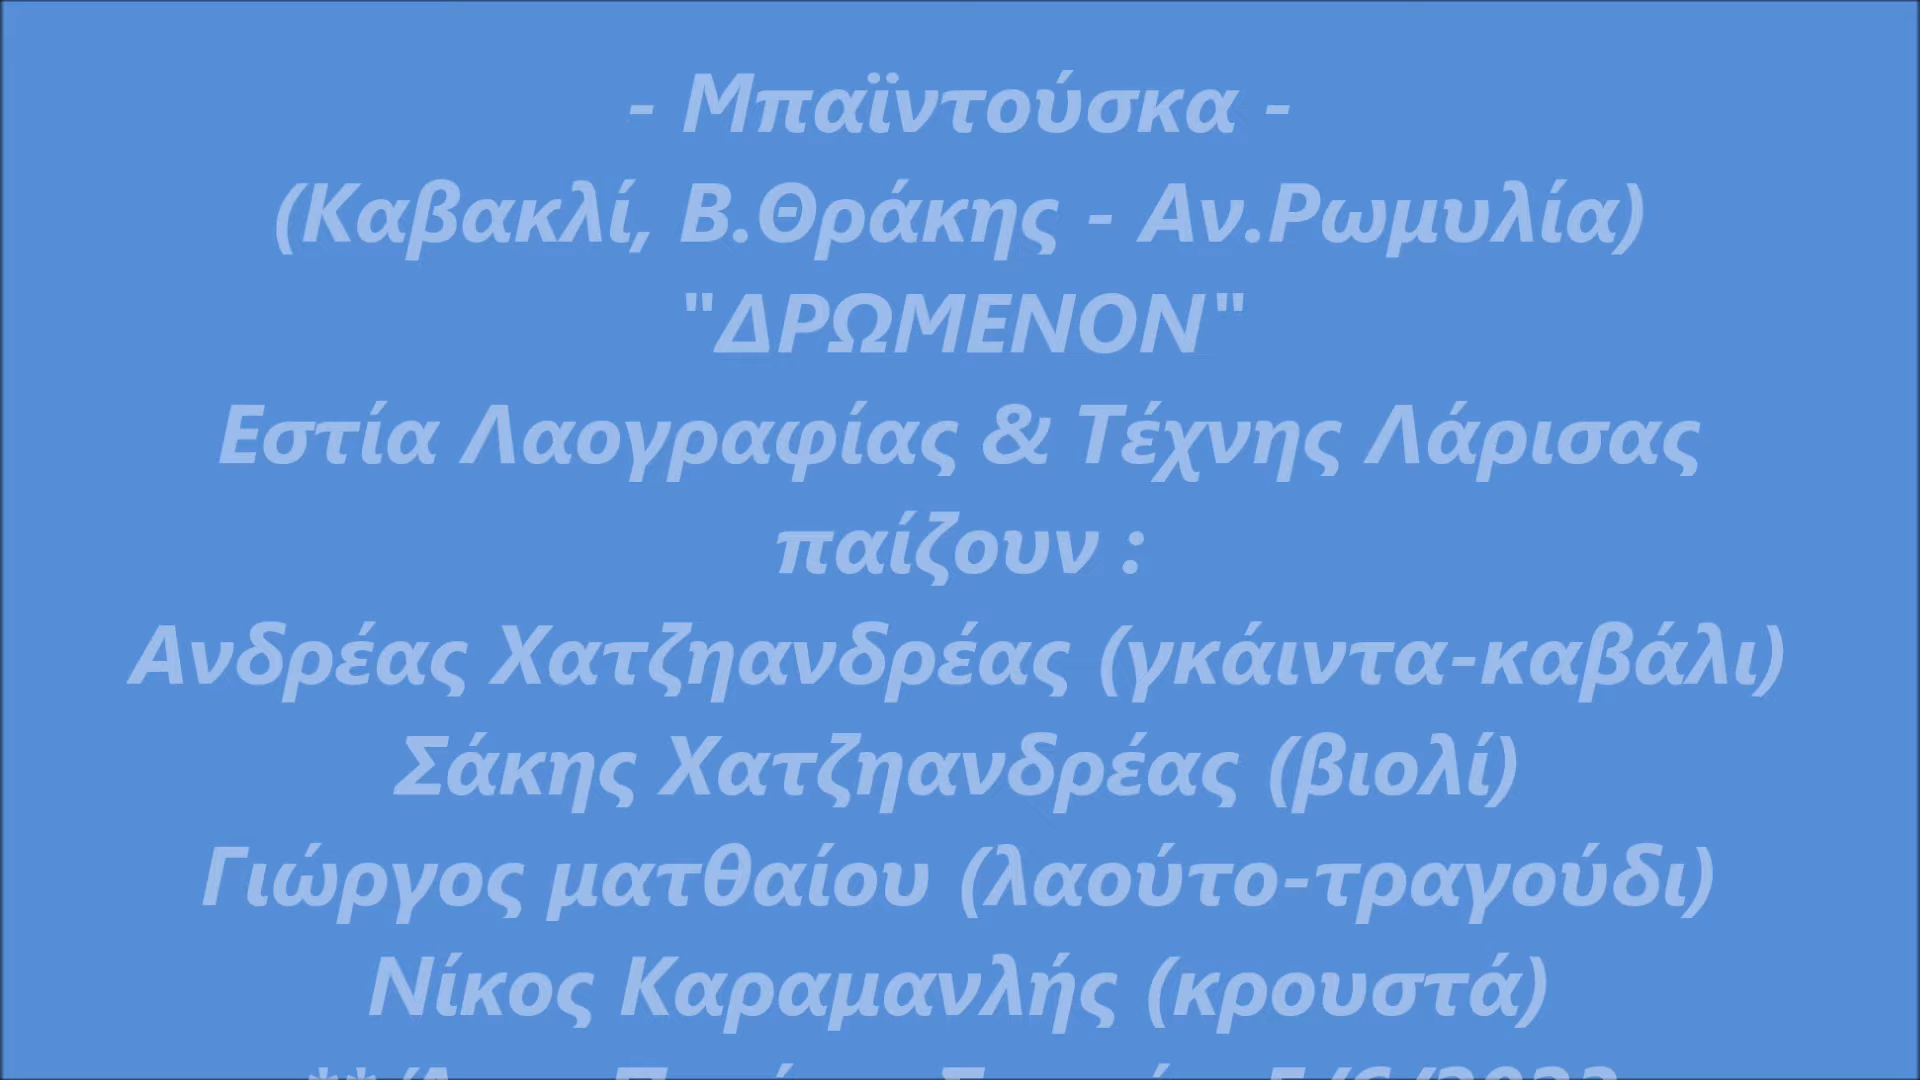 - Μπαϊντούσκα -
(Καβακλί, Β.Θράκης - Αν.Ρωμυλία)
"ΔΡΩΜΕΝΟΝ"
Εστία Λαογραφίας & Τέχνης Λάρισας
παίζουν :
Ανδρέας Χατζηανδρέας (γκάιντα-καβάλι)
Σάκης Χατζηανδρέας (βιολί)
Γιώργος ματθαίου (λαούτο-τραγούδι)
Νίκος Καραμανλής (κρουστά)